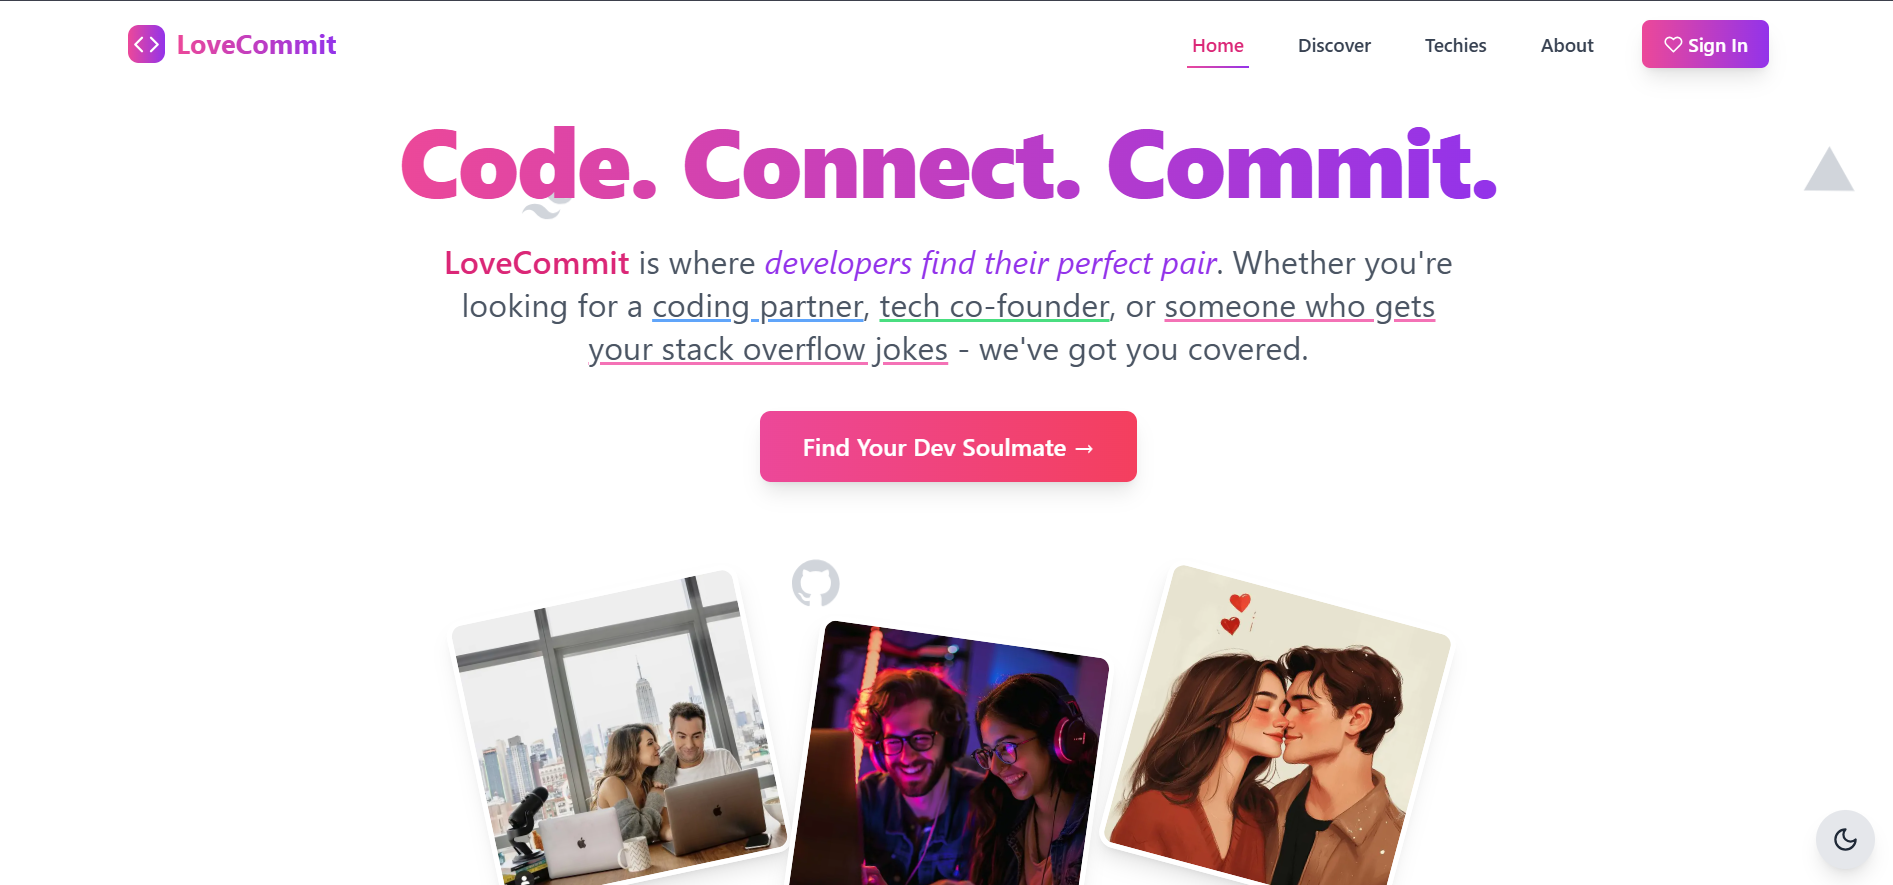 LoveCommit
Home
Discover
Techies
About
Sign In
Code. Connect. Commit.
LoveCommit is where developers find their perfect pair. Whether you're
looking for a coding partner, tech co-founder, or someone who gets
your stack overflow jokes - we've got you covered.
Find Your Dev Soulmate →